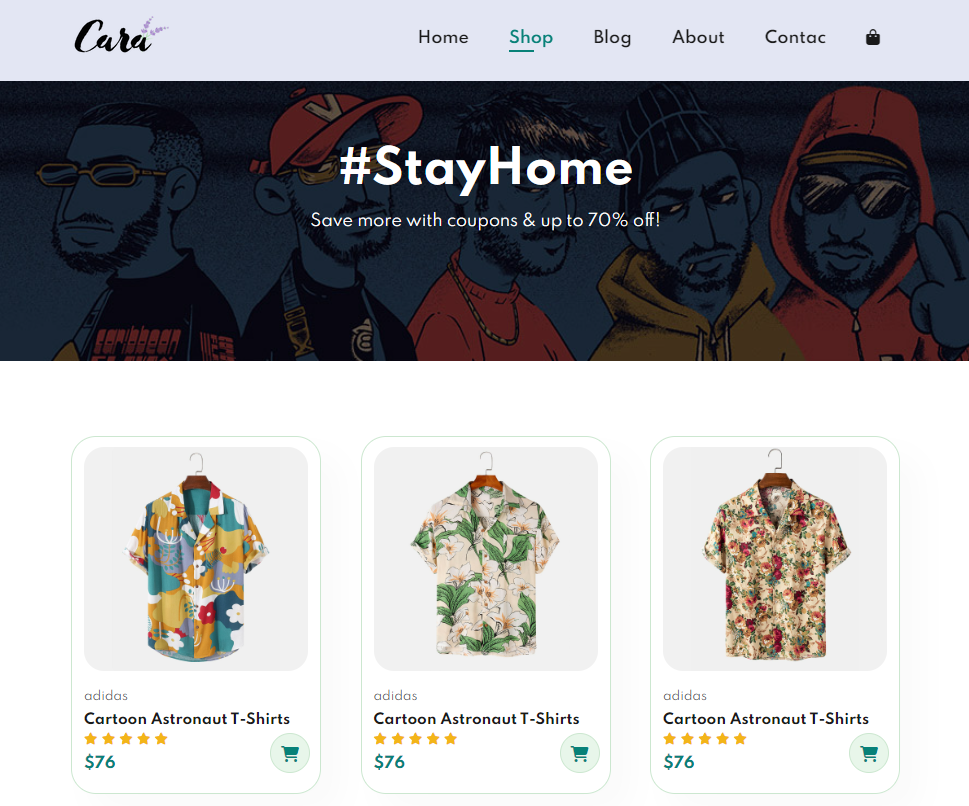 Cara
Home Shop Blog About Contac
#StayHome
Save more with coupons & up to 70% off!
adidas
Cartoon Astronaut T-Shirts
$76
adidas
Cartoon Astronaut T-Shirts
$76
adidas
Cartoon Astronaut T-Shirts
$76